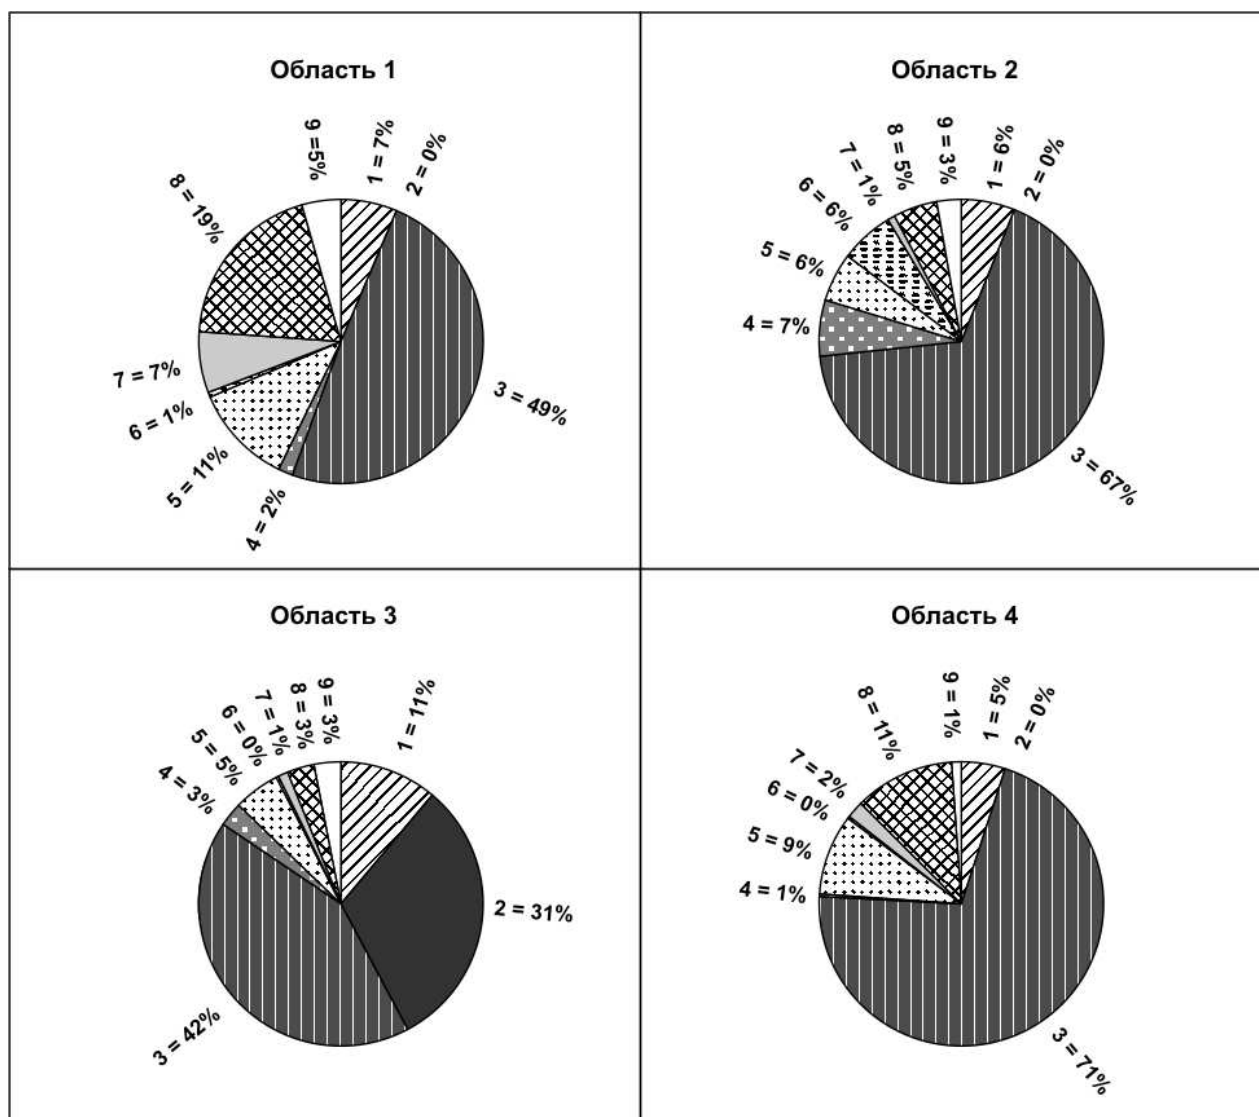 Область 1
1 = 7%
2 = 0%
3 = 49%
4 = 2%
5 = 11%
6 = 1%
7 = 7%
8 = 19%
9 =5%
Область 2
1 = 6%
2 = 0%
3 = 67%
4 = 7%
5 = 6%
6 = 6%
7 = 1%
8 = 5%
9 = 3%
Область 3
1 = 11%
2 = 31%
3 = 42%
4 = 3%
5 = 5%
6 = 0%
7 = 1%
8 = 3%
9 = 3%
Область 4
1 = 5%
2 = 0%
3 = 71%
4 = 1%
5 = 9%
6 = 0%
7 = 2%
8 = 11%
9 = 1%